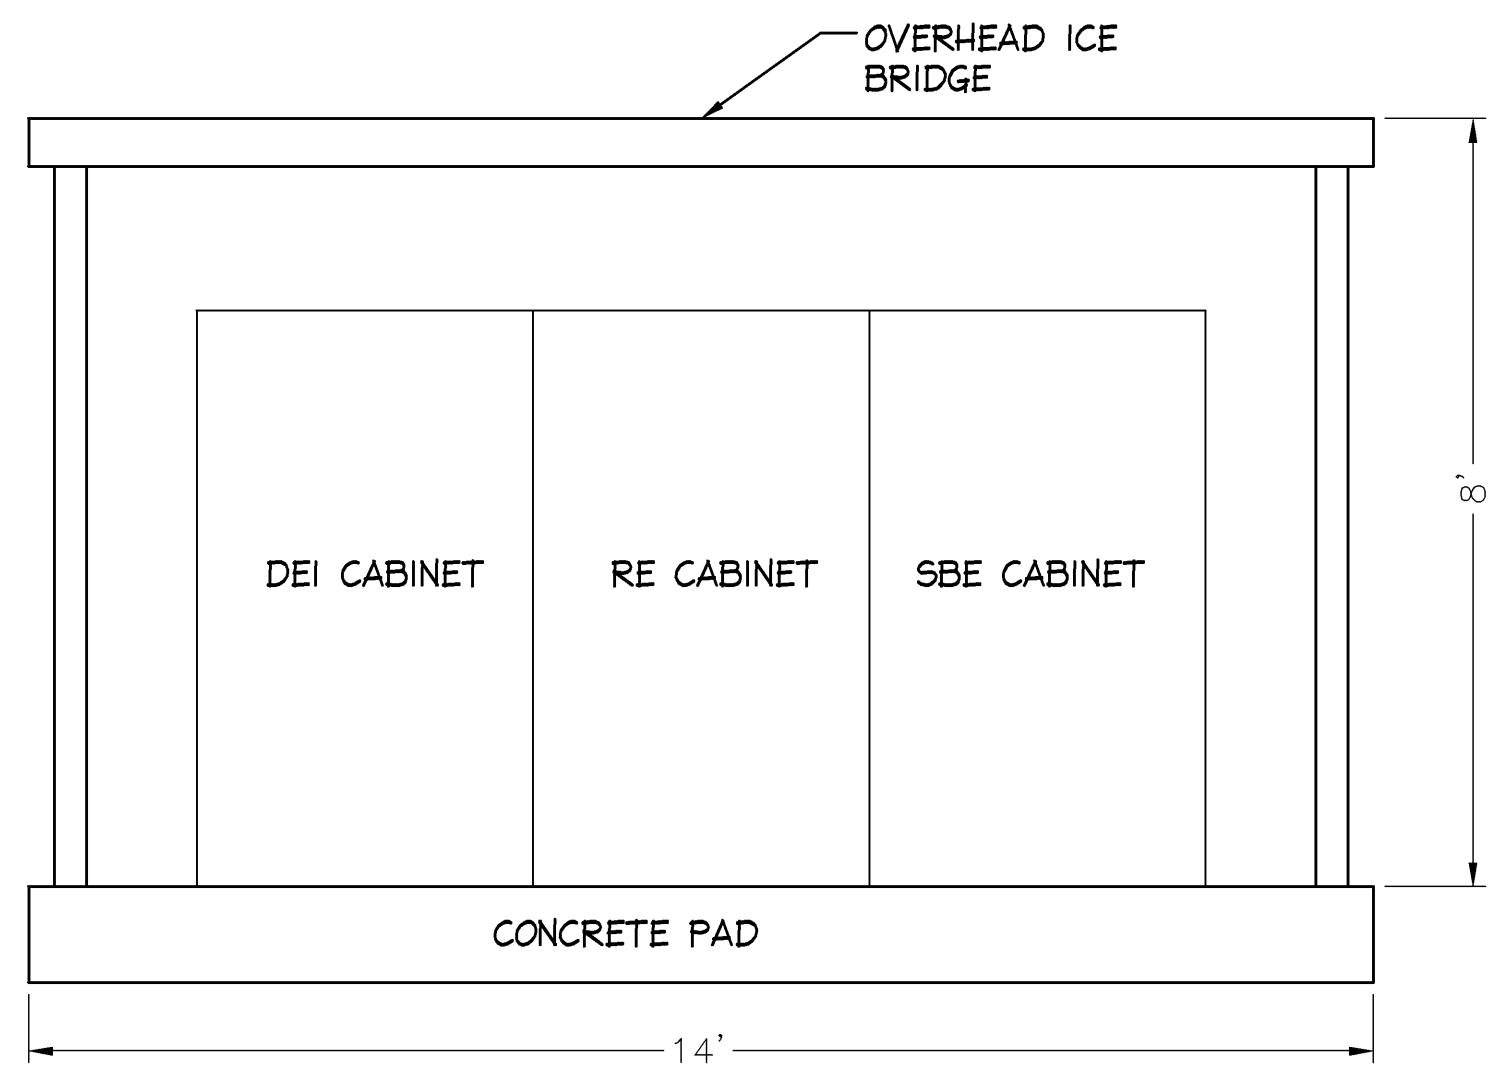 OVERHEAD ICE
BRIDGE
8'
DEI CABINET
RE CABINET
SBE CABINET
CONCRETE PAD
14'